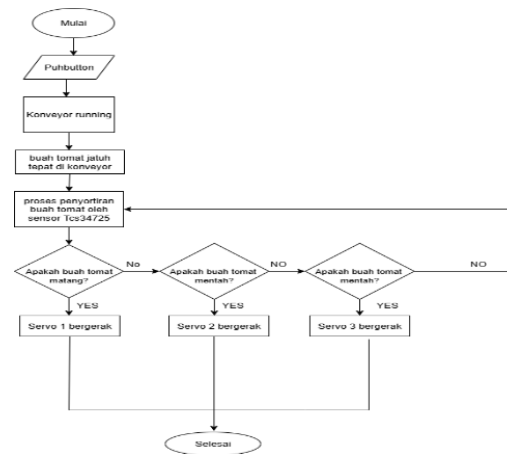 Mulai
Puhbutton
Konveyor running
buah tomat jatuh
tepat di konveyor
proses penyortiran
buah tomat oleh
sensor Tcs34725
Apakah buah tomat
matang?
No
Apakah buah tomat
mentah?
NO
Apakah buah tomat
mentah?
NO
YES
YES
YES
Servo 1 bergerak
Servo 2 bergerak
Servo 3 bergerak
Selesai